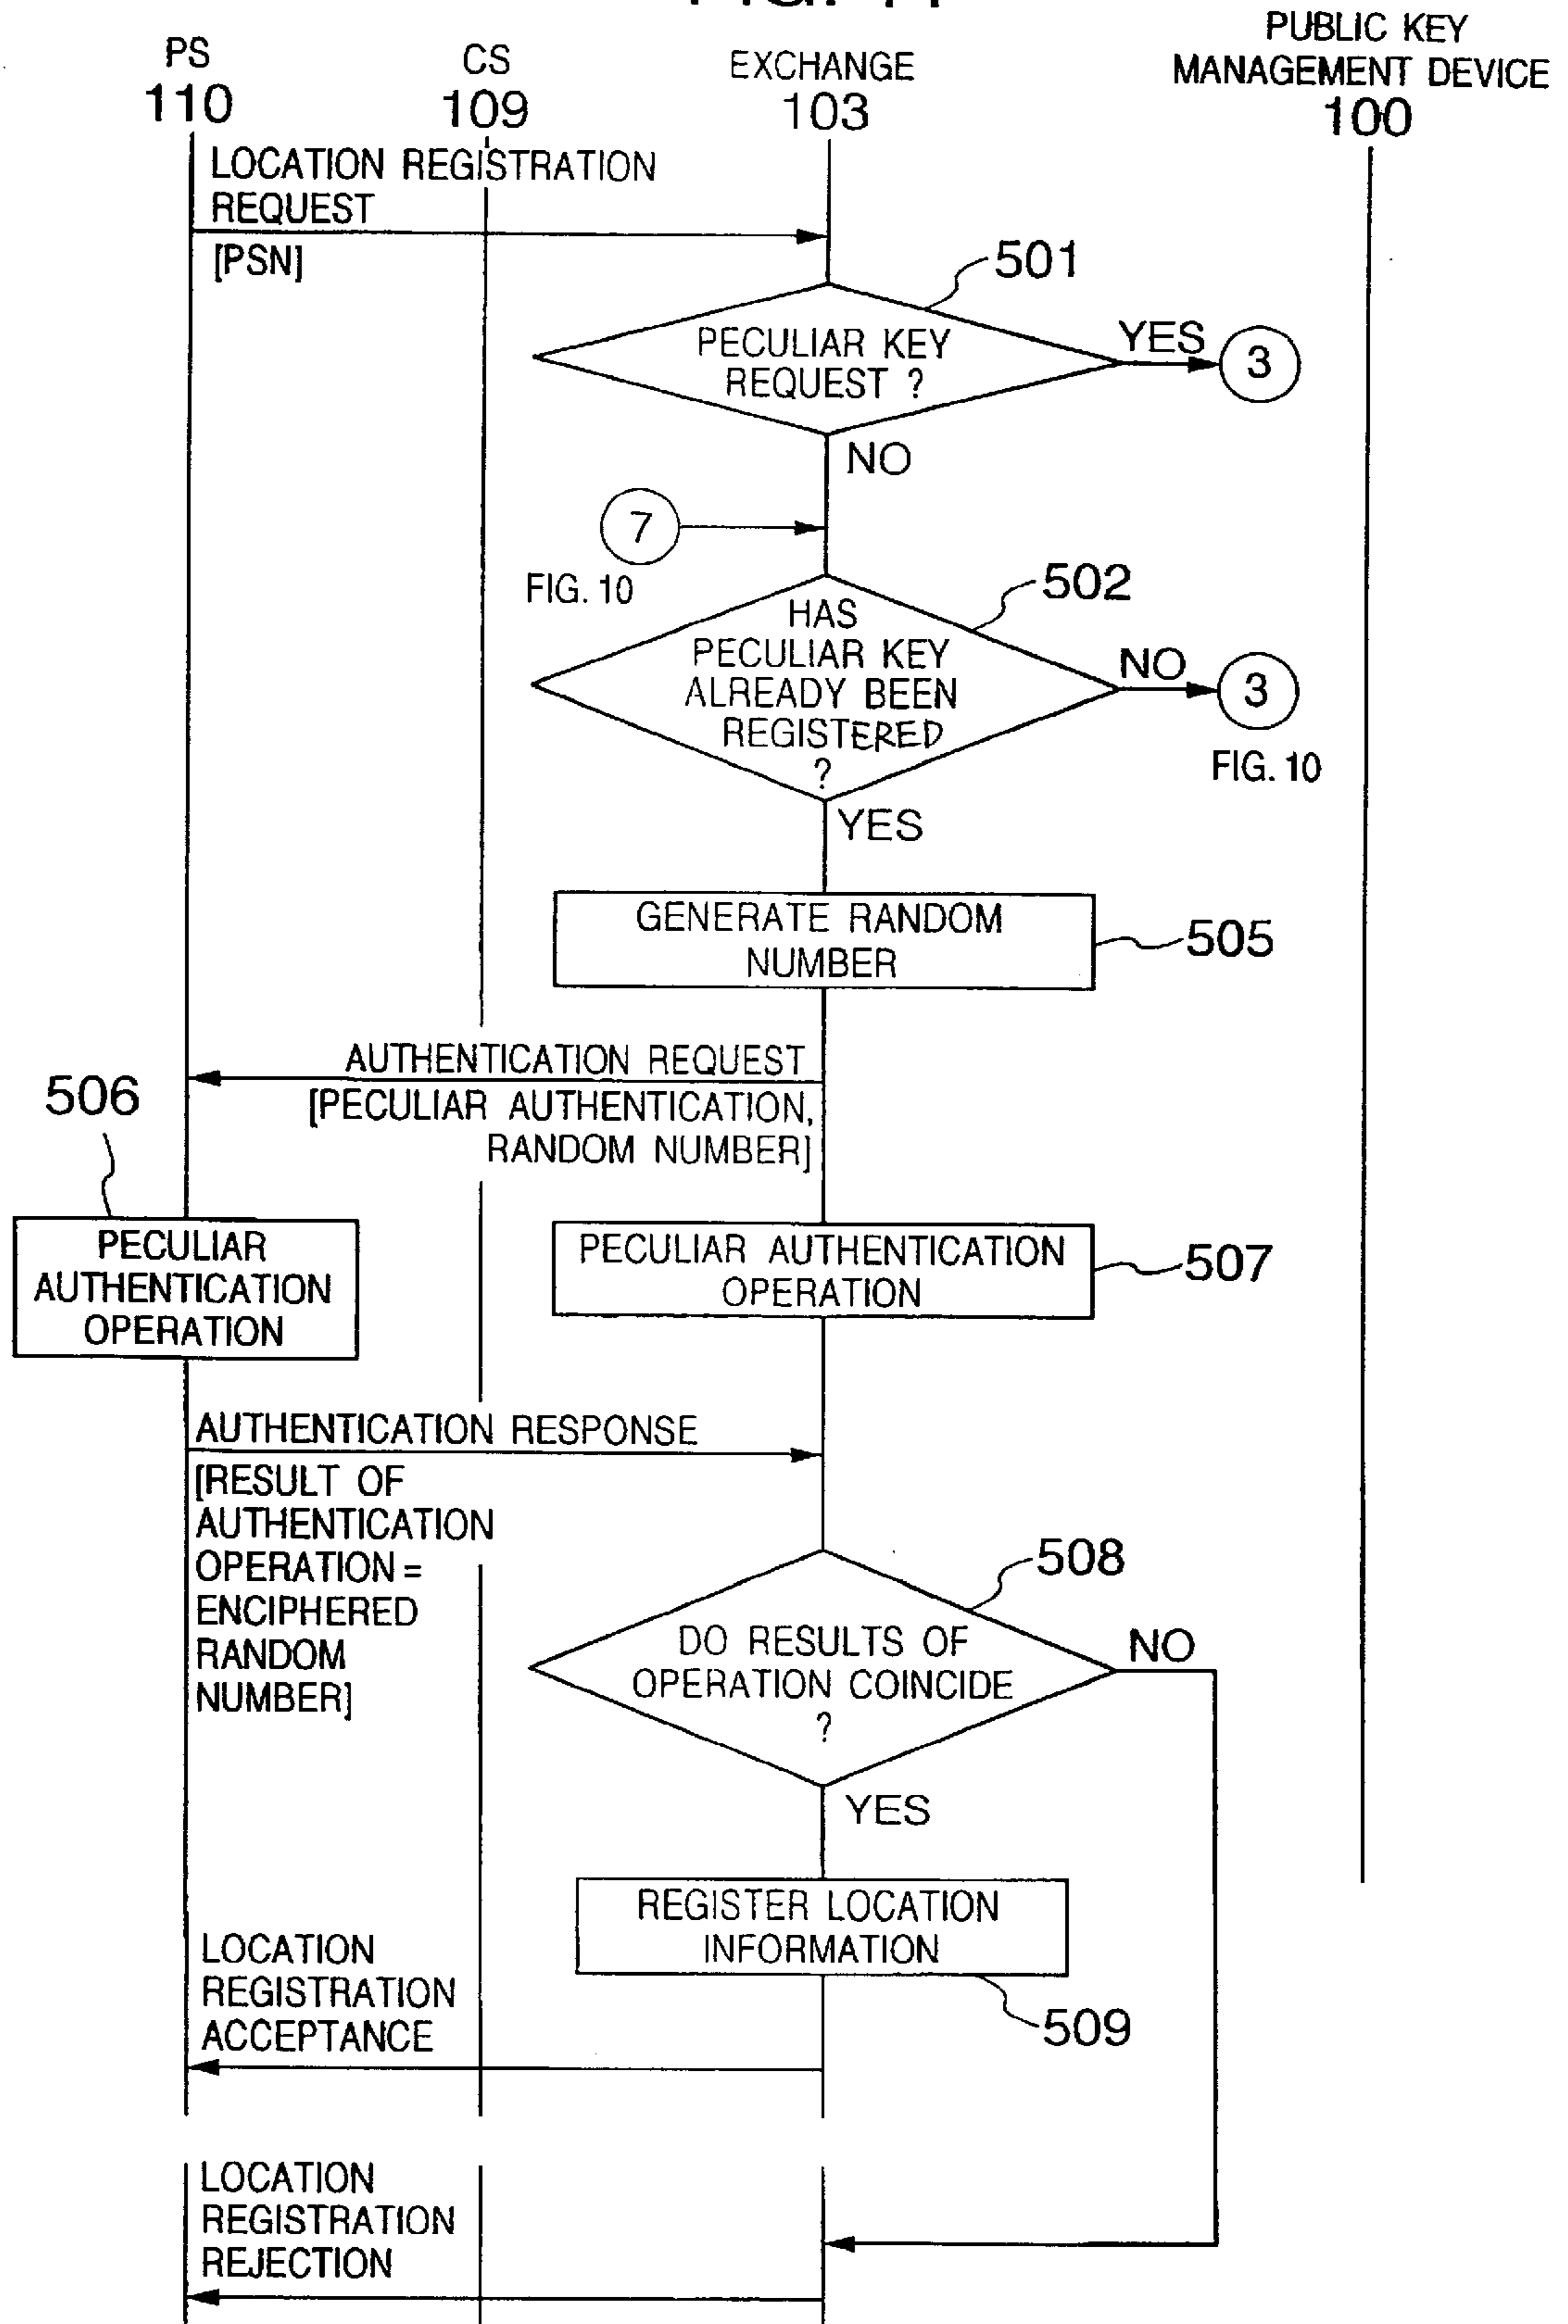 PS
110
CS
109
EXCHANGE
103
PUBLIC KEY
MANAGEMENT DEVICE
100
LOCATION REGISTRATION
REQUEST
[PSN]
501
PECULIAR KEY
REQUEST ?
YES
3
NO
7
FIG. 10
502
HAS
PECULIAR KEY
ALREADY BEEN
REGISTERED
?
NO
3
FIG. 10
YES
GENERATE RANDOM
NUMBER
505
AUTHENTICATION REQUEST
[PECULIAR AUTHENTICATION,
RANDOM NUMBER]
506
PECULIAR
AUTHENTICATION
OPERATION
PECULIAR AUTHENTICATION
OPERATION
507
AUTHENTICATION RESPONSE
[RESULT OF
AUTHENTICATION
OPERATION =
ENCIPHERED
RANDOM
NUMBER]
508
DO RESULTS OF
OPERATION COINCIDE
?
NO
YES
REGISTER LOCATION
INFORMATION
509
LOCATION
REGISTRATION
ACCEPTANCE
LOCATION
REGISTRATION
REJECTION